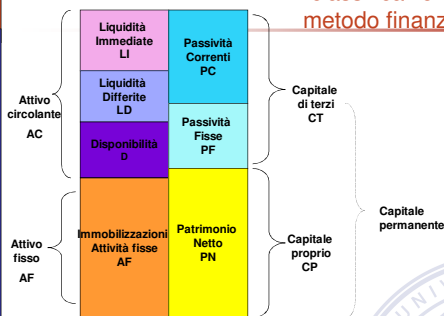 metodo finanz
Liquidità
Immediate
LI
Liquidità
Differite
LD
Disponibilità
D
Immobilizzazioni
Attività fisse
AF
Passività
Correnti
PC
Passività
Fisse
PF
Patrimonio
Netto
PN
Attivo
circolante
AC
Attivo
fisso
AF
Capitale
di terzi
CT
Capitale
proprio
CP
Capitale
permanente
UNI